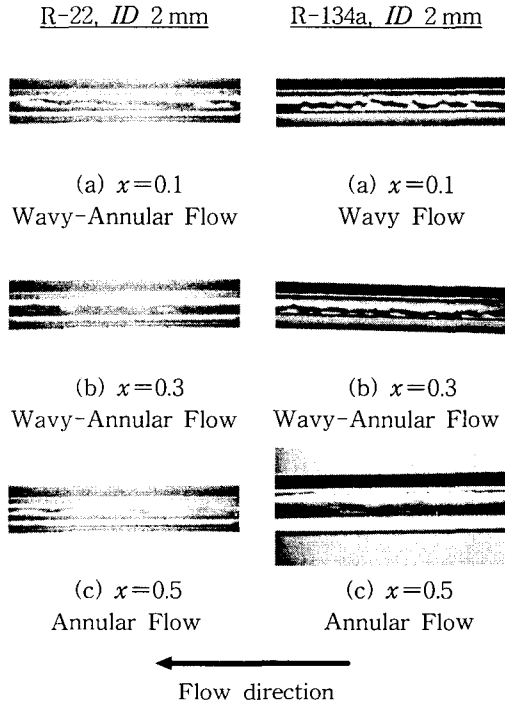 R-22, ID 2 mm
R-134a, ID 2 mm
(a) x=0.1
Wavy-Annular Flow
(a) x=0.1
Wavy Flow
(b) x=0.3
Wavy-Annular Flow
(b) x=0.3
Wavy-Annular Flow
(c) x=0.5
Annular Flow
(c) x=0.5
Annular Flow
Flow direction